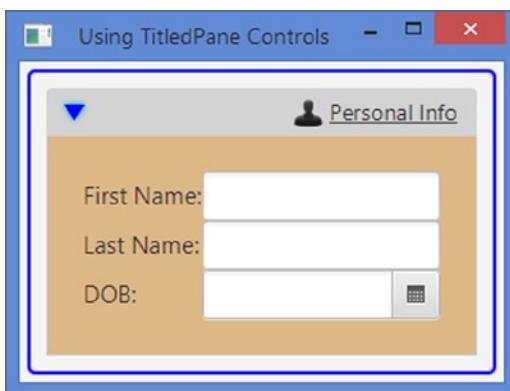 Using TitledPane Controls
Personal Info
First Name:
Last Name:
DOB: